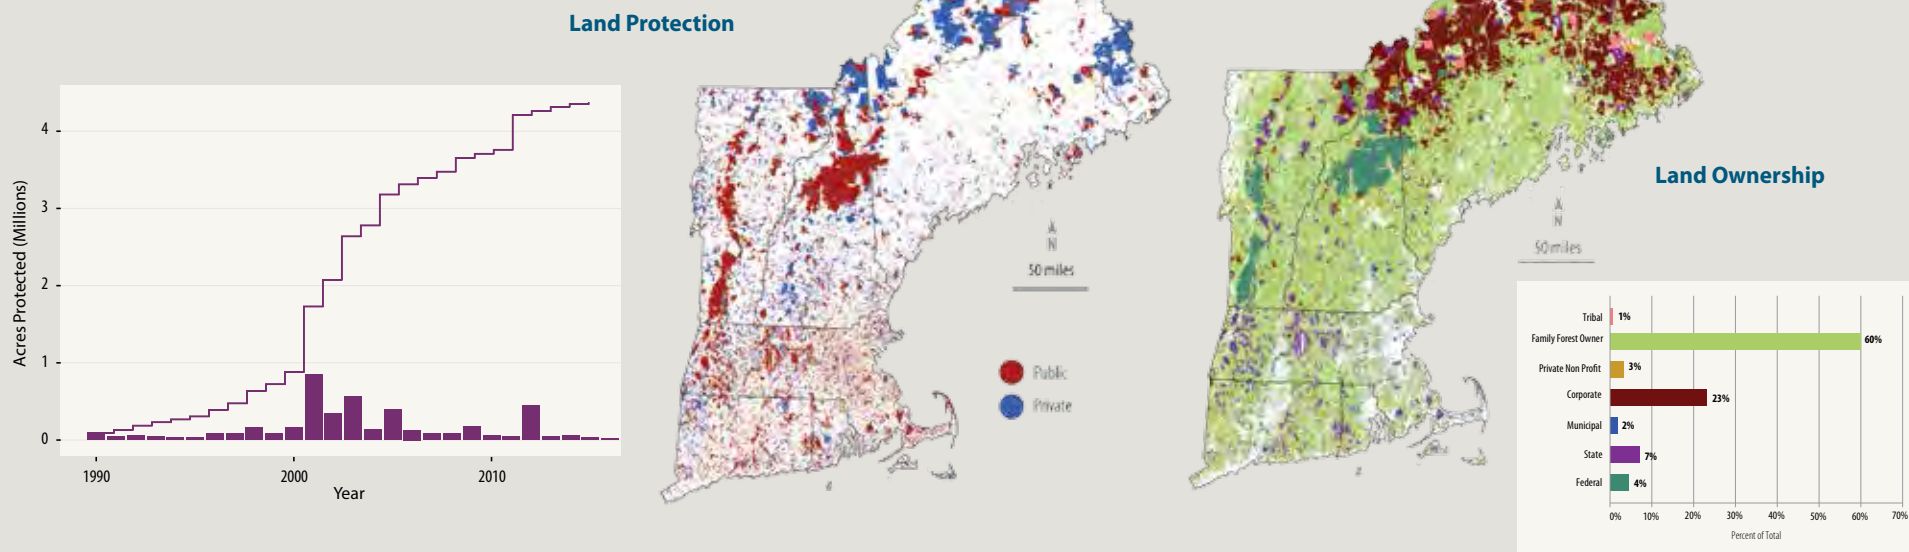 Land Protection
Acres Protected (Millions)
4
3
2
1
0
1990
2000
2010
Year
N
50 miles
Public
Private
Land Ownership
N
50 miles
Tribal
1%
Family Forest Owner
60%
Private Non Profit
3%
Corporate
23%
Municipal
2%
State
7%
Federal
4%
0%
10%
20%
30%
40%
50%
60%
70%
Percent of Total